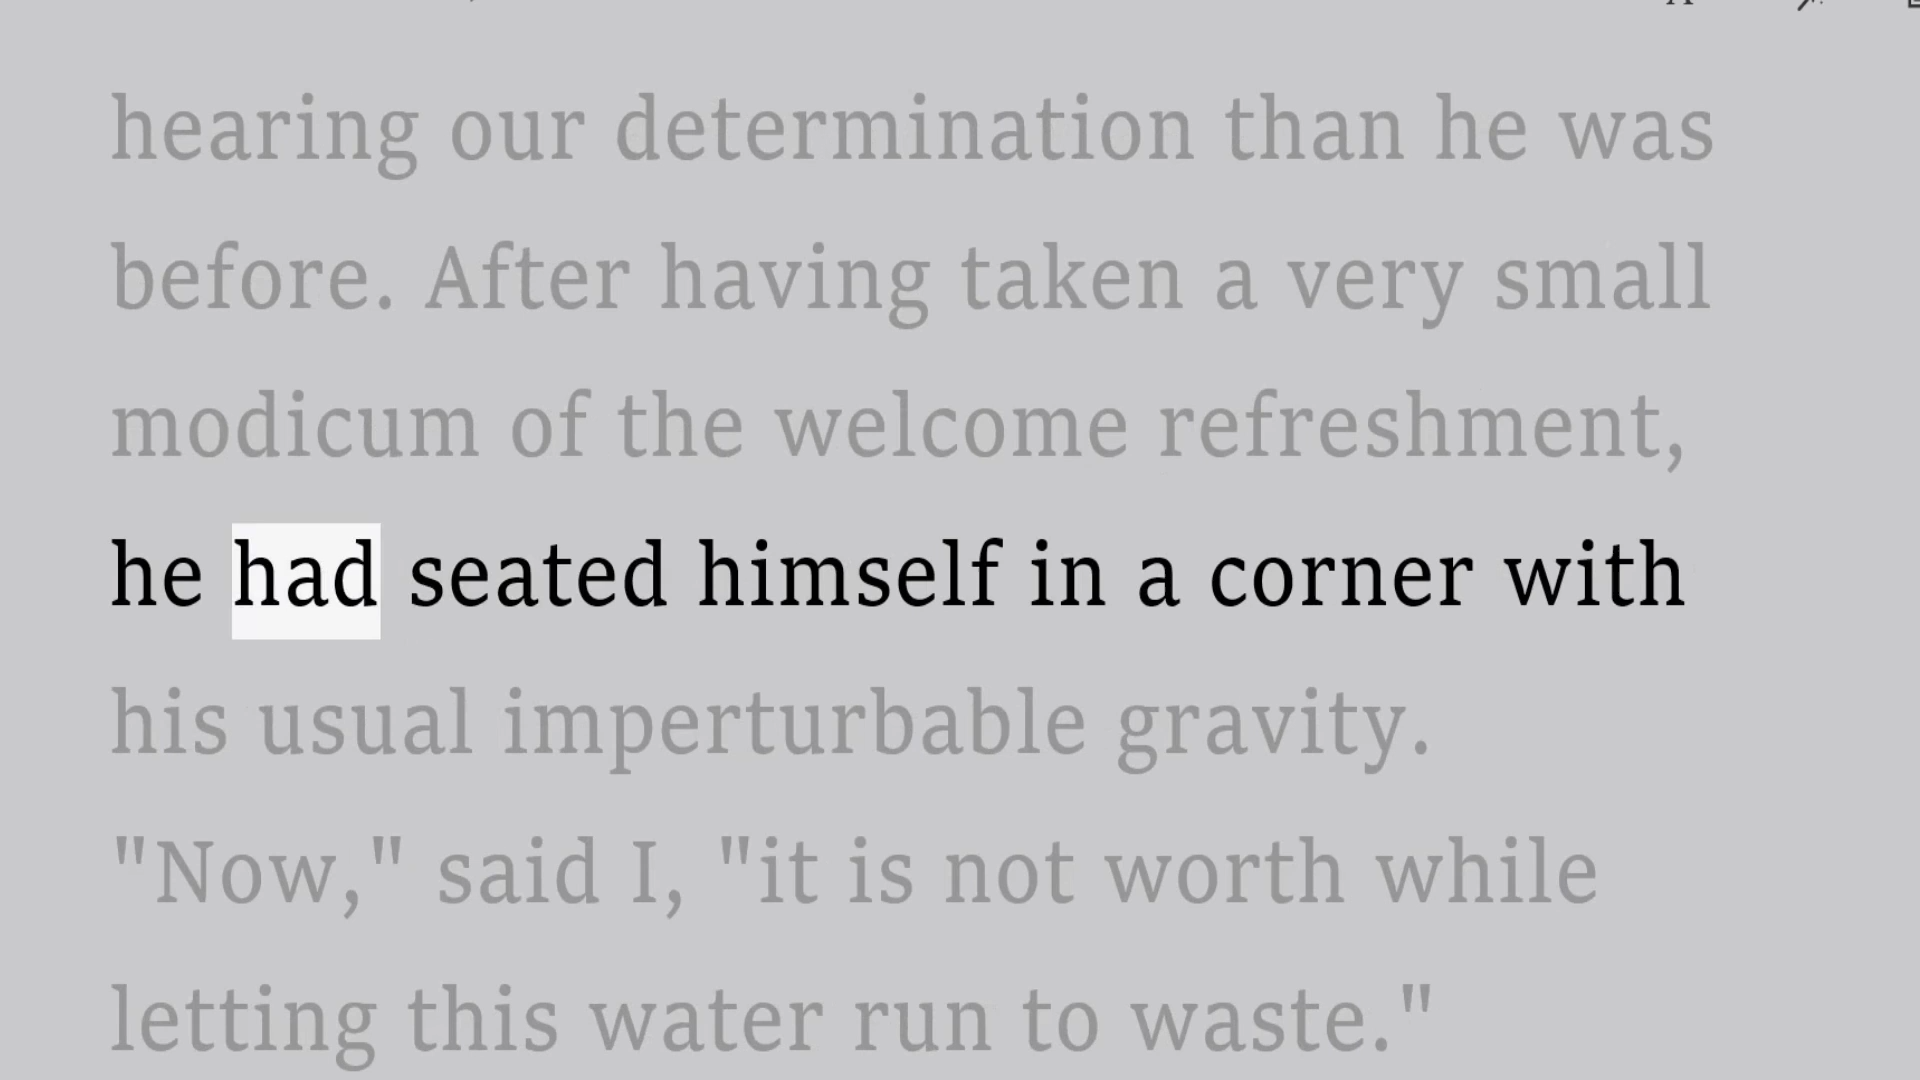 hearing our determination than he was
before. After having taken a very small
modicum of the welcome refreshment,
he had seated himself in a corner with
his usual imperturbable gravity.
"Now," said I, "it is not worth while
letting this water run to waste."